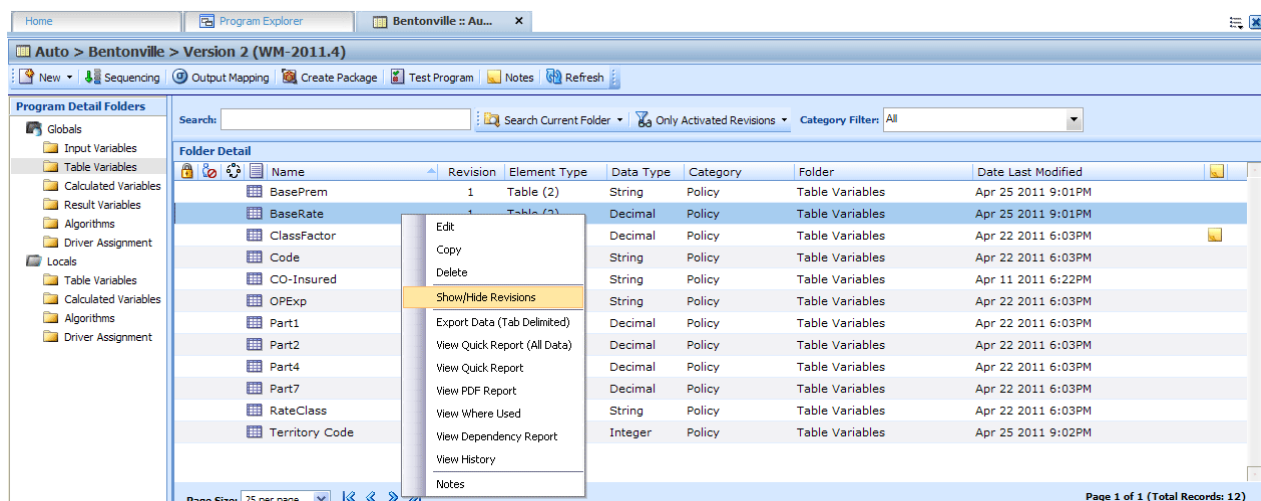 Home Program Explorer Bentonville :: Au... x
Auto > Bentonville > Version 2 (WM-2011.4)
New Sequencing Output Mapping Create Package Test Program Notes Refresh
Program Detail Folders
Globals
Input Variables
Table Variables
Calculated Variables
Result Variables
Algorithms
Driver Assignment
Locals
Table Variables
Calculated Variables
Algorithms
Driver Assignment
Search: Search Current Folder Only Activated Revisions Category Filter: All
Folder Detail
Name Revision Element Type Data Type Category Folder Date Last Modified
BasePrem 1 Table (2) String Policy Table Variables Apr 25 2011 9:01PM
BaseRate 1 Table (2) Decimal Policy Table Variables Apr 25 2011 9:01PM
ClassFactor Decimal Policy Table Variables Apr 22 2011 6:03PM
Code String Policy Table Variables Apr 22 2011 6:03PM
CO-Insured String Policy Table Variables Apr 11 2011 6:22PM
OPExp String Policy Table Variables Apr 22 2011 6:03PM
Part1 Decimal Policy Table Variables Apr 22 2011 6:03PM
Part2 Decimal Policy Table Variables Apr 22 2011 6:03PM
Part4 Decimal Policy Table Variables Apr 22 2011 6:03PM
Part7 Decimal Policy Table Variables Apr 22 2011 6:03PM
RateClass String Policy Table Variables Apr 22 2011 6:03PM
Territory Code Integer Policy Table Variables Apr 25 2011 9:02PM
Edit
Copy
Delete
Show/Hide Revisions
Export Data (Tab Delimited)
View Quick Report (All Data)
View Quick Report
View PDF Report
View Where Used
View Dependency Report
View History
Notes
Page Size: 25 per page Page 1 of 1 (Total Records: 12)